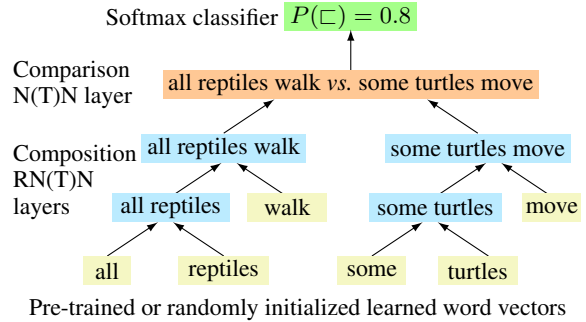 Softmax classifier P(⊏) = 0.8
Comparison
N(T)N layer
all reptiles walk vs. some turtles move
Composition
RN(T)N
layers
all reptiles walk
some turtles move
all reptiles
walk
some turtles
move
all
reptiles
some
turtles
Pre-trained or randomly initialized learned word vectors